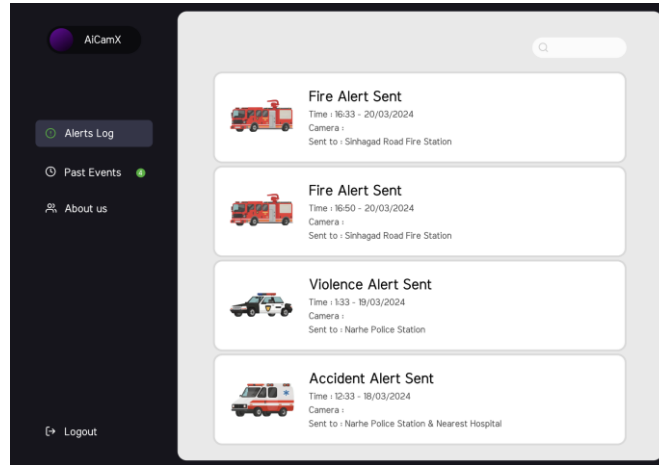 AiCamX
Alerts Log
Past Events 4
About us
Logout
Fire Alert Sent
Time : 16:33 - 20/03/2024
Camera :
Sent to : Sinhagad Road Fire Station
Fire Alert Sent
Time : 16:50 - 20/03/2024
Camera :
Sent to : Sinhagad Road Fire Station
Violence Alert Sent
Time : 1:33 - 19/03/2024
Camera :
Sent to : Narhe Police Station
Accident Alert Sent
Time : 12:33 - 18/03/2024
Camera :
Sent to : Narhe Police Station & Nearest Hospital